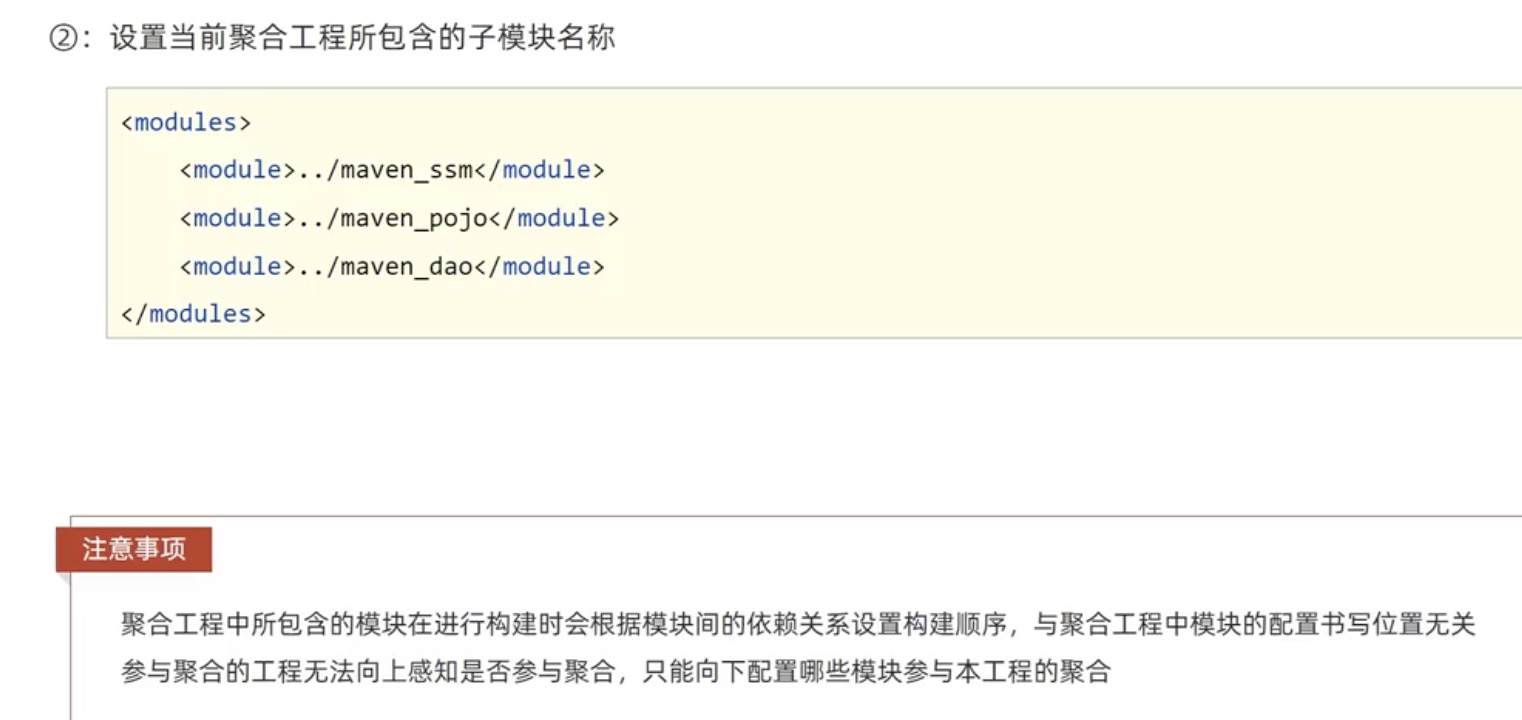 ②：设置当前聚合工程所包含的子模块名称
<modules>
    <module>../maven_ssm</module>
    <module>../maven_pojo</module>
    <module>../maven_dao</module>
</modules>
注意事项
聚合工程中所包含的模块在进行构建时会根据模块间的依赖关系设置构建顺序，与聚合工程中模块的配置书写位置无关
参与聚合的工程无法向上感知是否参与聚合，只能向下配置哪些模块参与本工程的聚合